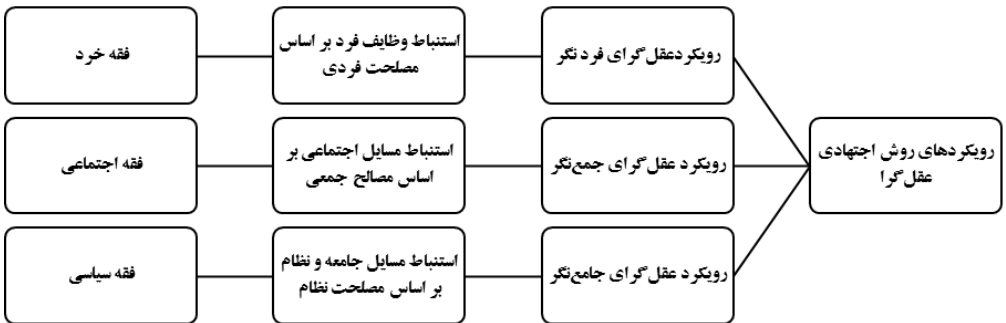 رویکردهای روش اجتهادی
عقل‌گرا
رویکردعقل‌گرای فرد نگر
استنباط وظایف فرد بر اساس
مصلحت فردی
فقه خرد
رویکرد عقل‌گرای جمع‌نگر
استنباط مسایل اجتماعی بر
اساس مصالح جمعی
فقه اجتماعی
رویکرد عقل‌گرای جامع‌نگر
استنباط مسایل جامعه و نظام
بر اساس مصلحت نظام
فقه سیاسی